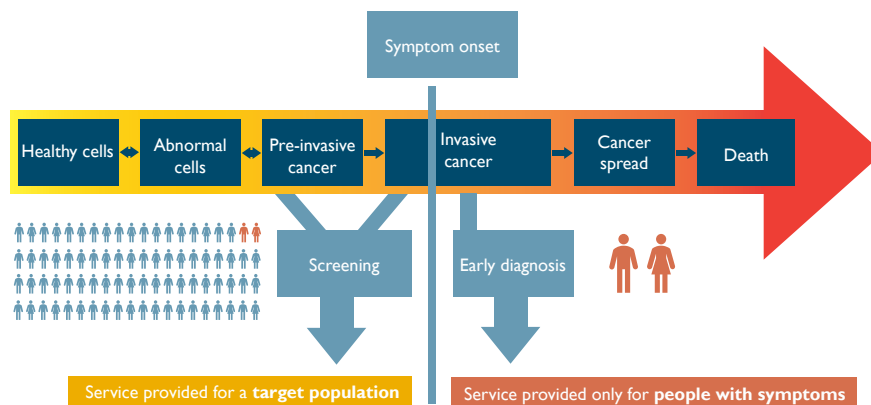 Symptom onset
Healthy cells
Abnormal
cells
Pre-invasive
cancer
Invasive
cancer
Cancer
spread
Death
Screening
Early diagnosis
Service provided for a target population
Service provided only for people with symptoms